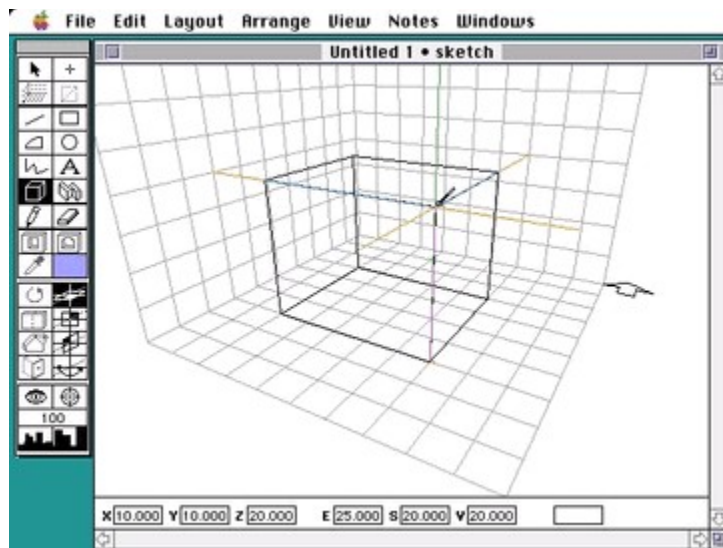 File Edit Layout Arrange View Notes Windows
Untitled 1 • sketch
A
100
X 10.000 Y 10.000 Z 20.000 E 25.000 S 20.000 V 20.000